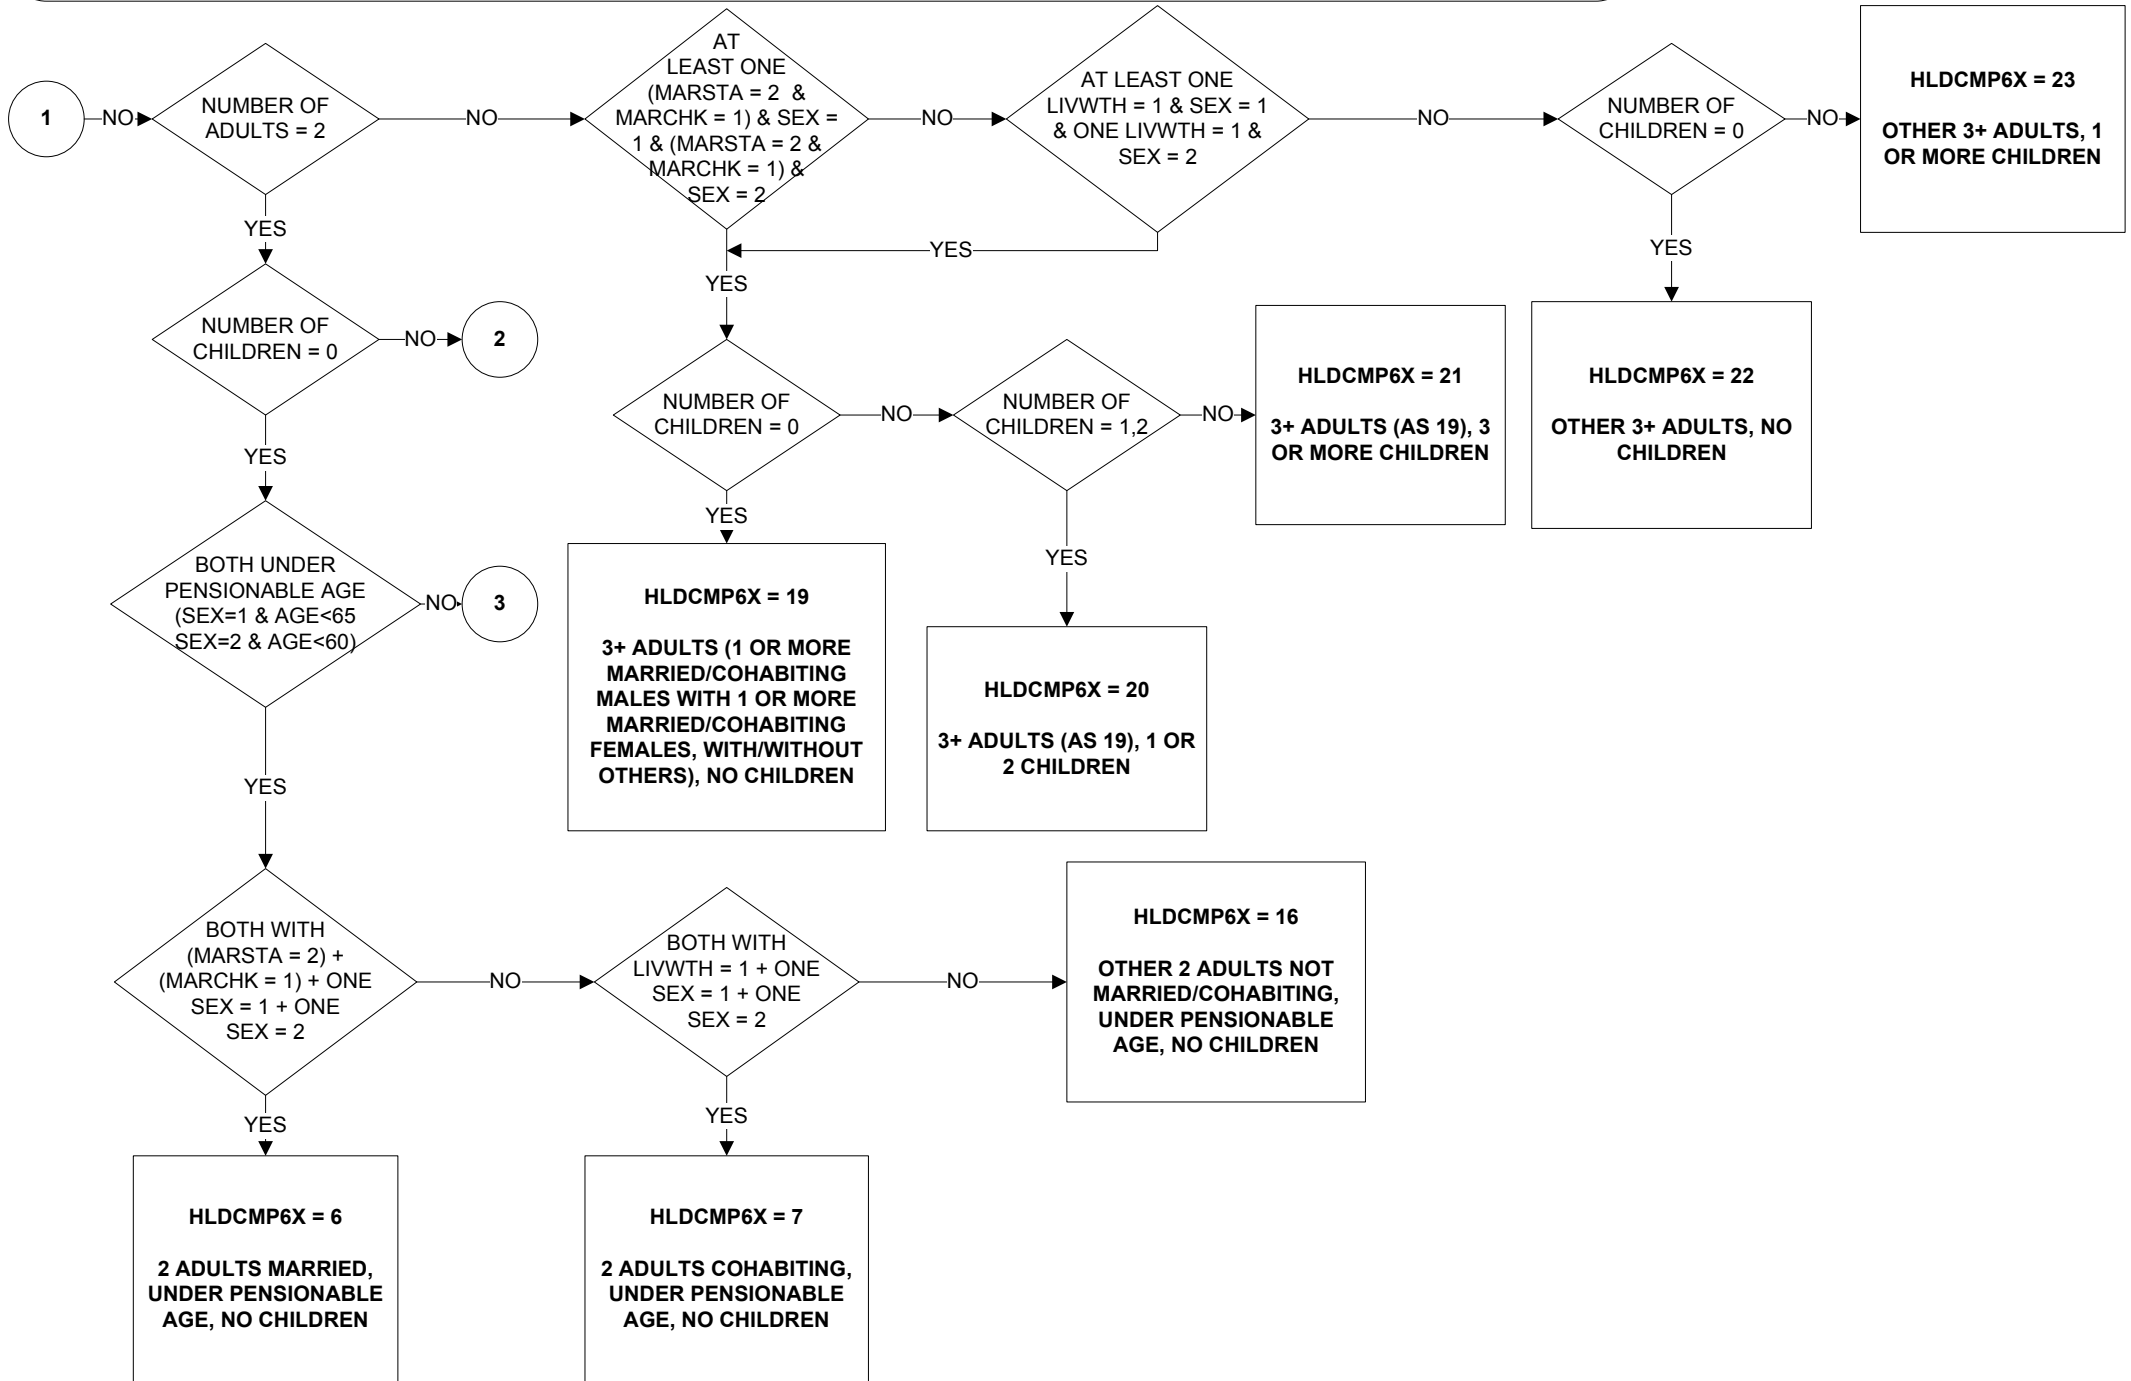 1
NO
NUMBER OF
ADULTS = 2
NO
AT
LEAST ONE
(MARSTA = 2 &
MARCHK = 1) & SEX =
1 & (MARSTA = 2 &
MARCHK = 1) &
SEX = 2
NO
AT LEAST ONE
LIVWTH = 1 & SEX = 1
& ONE LIVWTH = 1 &
SEX = 2
NO
NUMBER OF
CHILDREN = 0
NO
HLDCMP6X = 23
OTHER 3+ ADULTS, 1
OR MORE CHILDREN
YES
YES
YES
YES
NUMBER OF
CHILDREN = 0
NO
2
NUMBER OF
CHILDREN = 0
NO
NUMBER OF
CHILDREN = 1,2
NO
HLDCMP6X = 21
3+ ADULTS (AS 19), 3
OR MORE CHILDREN
HLDCMP6X = 22
OTHER 3+ ADULTS, NO
CHILDREN
YES
YES
YES
BOTH UNDER
PENSIONABLE AGE
(SEX=1 & AGE<65
SEX=2 & AGE<60)
NO
3
HLDCMP6X = 19
3+ ADULTS (1 OR MORE
MARRIED/COHABITING
MALES WITH 1 OR MORE
MARRIED/COHABITING
FEMALES, WITH/WITHOUT
OTHERS), NO CHILDREN
HLDCMP6X = 20
3+ ADULTS (AS 19), 1 OR
2 CHILDREN
YES
BOTH WITH
(MARSTA = 2) +
(MARCHK = 1) + ONE
SEX = 1 + ONE
SEX = 2
NO
BOTH WITH
LIVWTH = 1 + ONE
SEX = 1 + ONE
SEX = 2
NO
HLDCMP6X = 16
OTHER 2 ADULTS NOT
MARRIED/COHABITING,
UNDER PENSIONABLE
AGE, NO CHILDREN
YES
YES
HLDCMP6X = 6
2 ADULTS MARRIED,
UNDER PENSIONABLE
AGE, NO CHILDREN
HLDCMP6X = 7
2 ADULTS COHABITING,
UNDER PENSIONABLE
AGE, NO CHILDREN